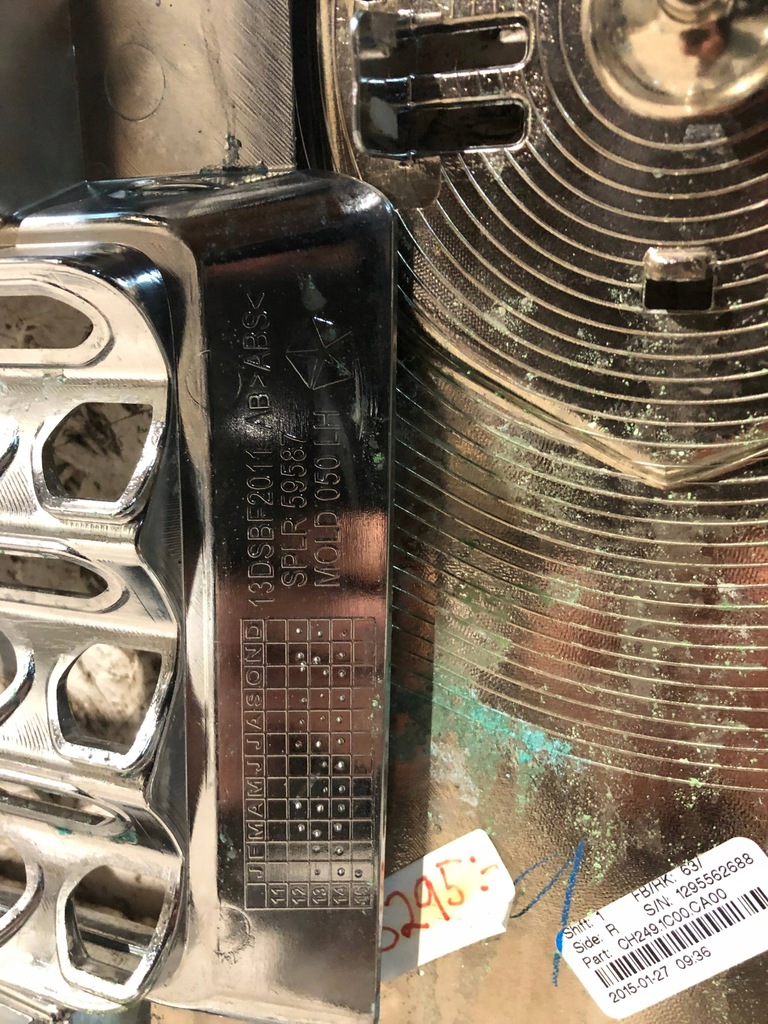 13DSBF2011 AB >ABS<
SPLR 59587
MOLD 050 LH
J F M A M J J A S O N D
11
12
13
14
15
295:-
Shift: 1 FB/HK: 63/
Side: R S/N: 1295562688
Part: CH249.1C00.CA00
2015-01-27 09:36